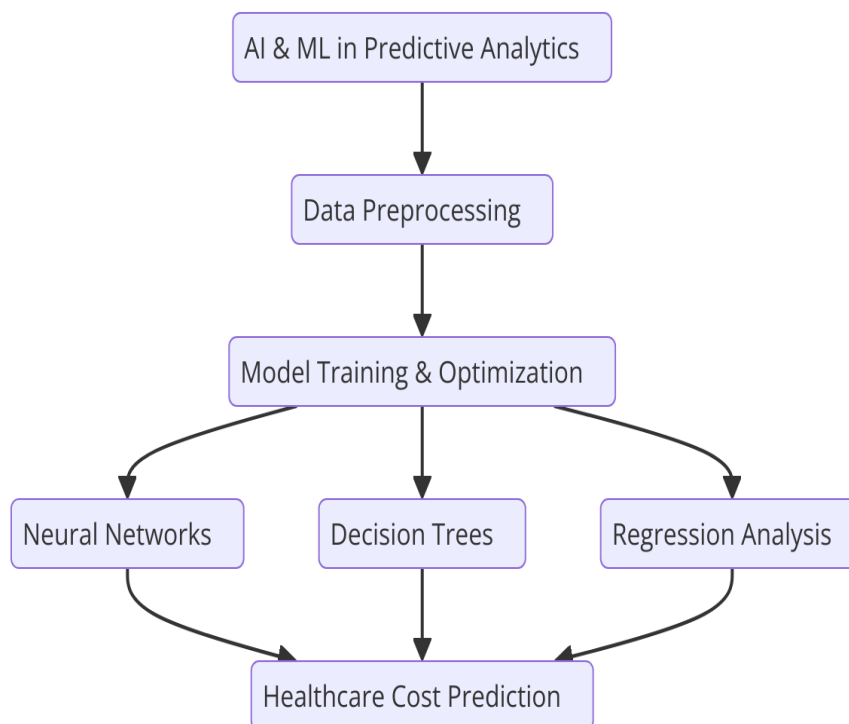 AI & ML in Predictive Analytics
Data Preprocessing
Model Training & Optimization
Neural Networks
Decision Trees
Regression Analysis
Healthcare Cost Prediction